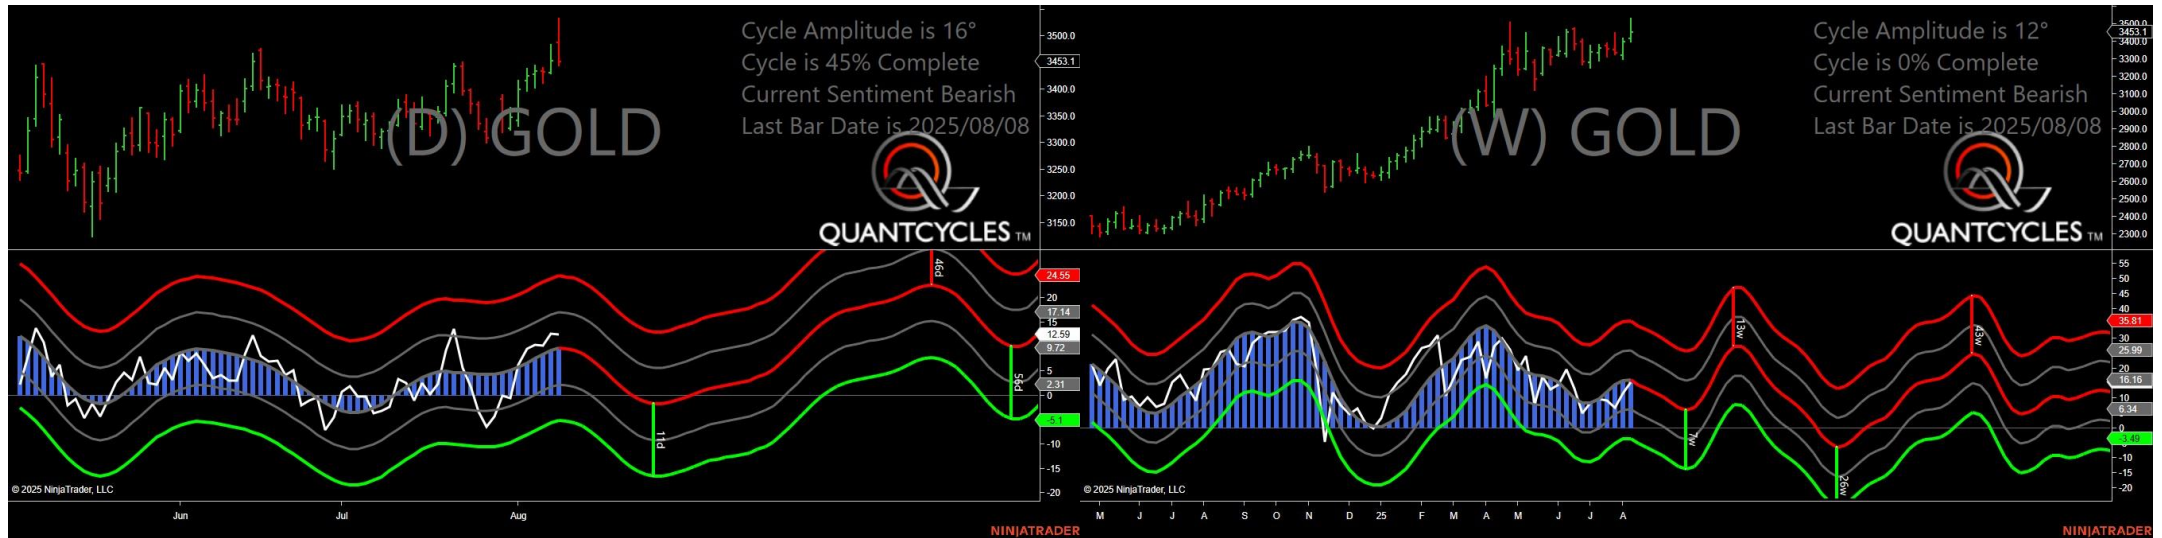 Cycle Amplitude is 16°
Cycle is 45% Complete
Current Sentiment Bearish
Last Bar Date is 2025/08/08
(D) GOLD
QUANTCYCLES TM
3500.0
3453.1
3400.0
3350.0
3300.0
3250.0
3200.0
3150.0
46d
24.55
20
17.14
15
12.59
9.72
5
2.31
0
-5.1
-10
-15
-20
11d
56d
© 2025 NinjaTrader, LLC
Jun Jul Aug
NINJATRADER
Cycle Amplitude is 12°
Cycle is 0% Complete
Current Sentiment Bearish
Last Bar Date is 2025/08/08
(W) GOLD
QUANTCYCLES TM
3500.0
3453.1
3400.0
3300.0
3200.0
3100.0
3000.0
2900.0
2800.0
2700.0
2600.0
2500.0
2400.0
2300.0
55
50
45
40
35.81
30
25.99
20
16.16
10
6.34
0
-3.49
-10
-15
-20
7w
13w
26w
43w
© 2025 NinjaTrader, LLC
M J J A S O N D 25 F M A M J J A
NINJATRADER